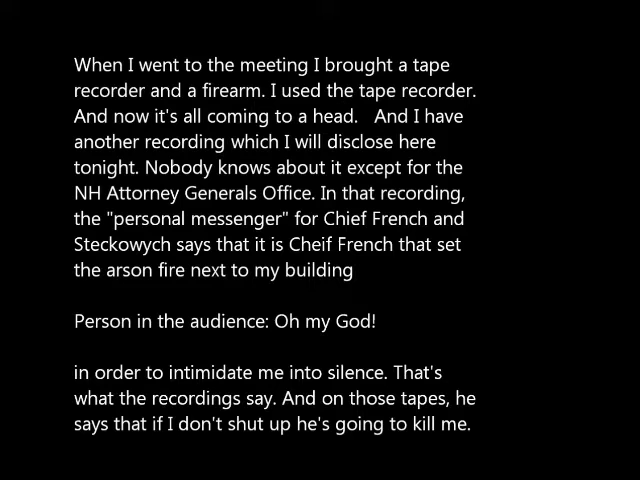 When I went to the meeting I brought a tape
recorder and a firearm. I used the tape recorder.
And now it's all coming to a head.   And I have
another recording which I will disclose here
tonight. Nobody knows about it except for the
NH Attorney Generals Office. In that recording,
the "personal messenger" for Chief French and
Steckowych says that it is Cheif French that set
the arson fire next to my building

Person in the audience: Oh my God!

in order to intimidate me into silence. That's
what the recordings say. And on those tapes, he
says that if I don't shut up he's going to kill me.